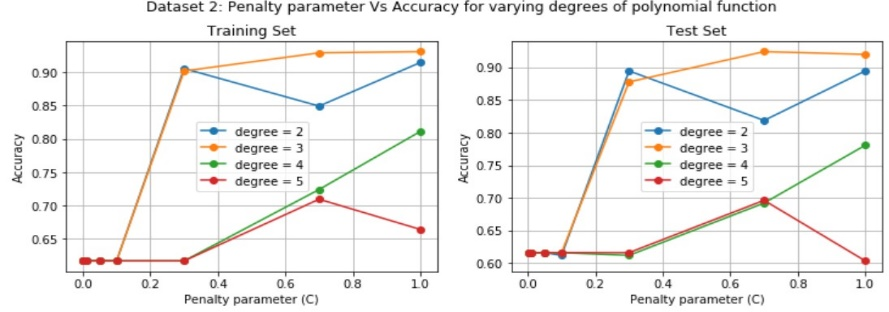 Dataset 2: Penalty parameter Vs Accuracy for varying degrees of polynomial function
Training Set
0.90
0.85
0.80
0.75
0.70
0.65
Accuracy
degree = 2
degree = 3
degree = 4
degree = 5
0.0 0.2 0.4 0.6 0.8 1.0
Penalty parameter (C)
Test Set
0.90
0.85
0.80
0.75
0.70
0.65
0.60
Accuracy
degree = 2
degree = 3
degree = 4
degree = 5
0.0 0.2 0.4 0.6 0.8 1.0
Penalty parameter (C)